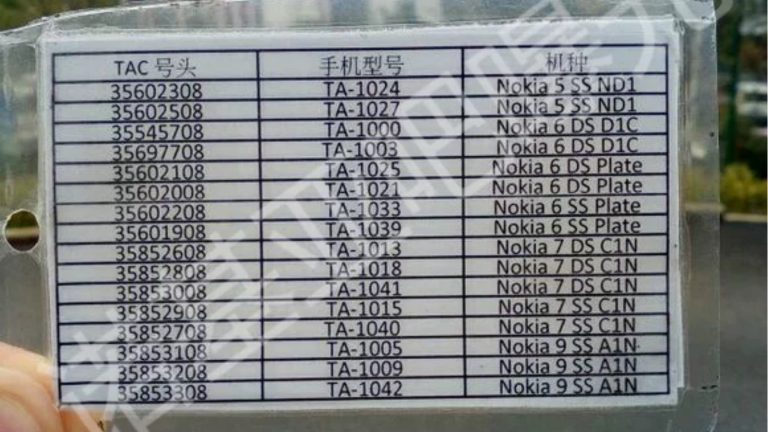 TAC 号头 手机型号 机种
35602308 TA-1024 Nokia 5 SS ND1
35602508 TA-1027 Nokia 5 SS ND1
35545708 TA-1000 Nokia 6 DS D1C
35697708 TA-1003 Nokia 6 DS D1C
35602108 TA-1025 Nokia 6 DS Plate
35602008 TA-1021 Nokia 6 DS Plate
35602208 TA-1033 Nokia 6 SS Plate
35601908 TA-1039 Nokia 6 SS Plate
35852608 TA-1013 Nokia 7 DS C1N
35852808 TA-1018 Nokia 7 DS C1N
35853008 TA-1041 Nokia 7 DS C1N
35852908 TA-1015 Nokia 7 SS C1N
35852708 TA-1040 Nokia 7 SS C1N
35853108 TA-1005 Nokia 9 SS A1N
35853208 TA-1009 Nokia 9 SS A1N
35853308 TA-1042 Nokia 9 SS A1N
诺基亚吧曝光